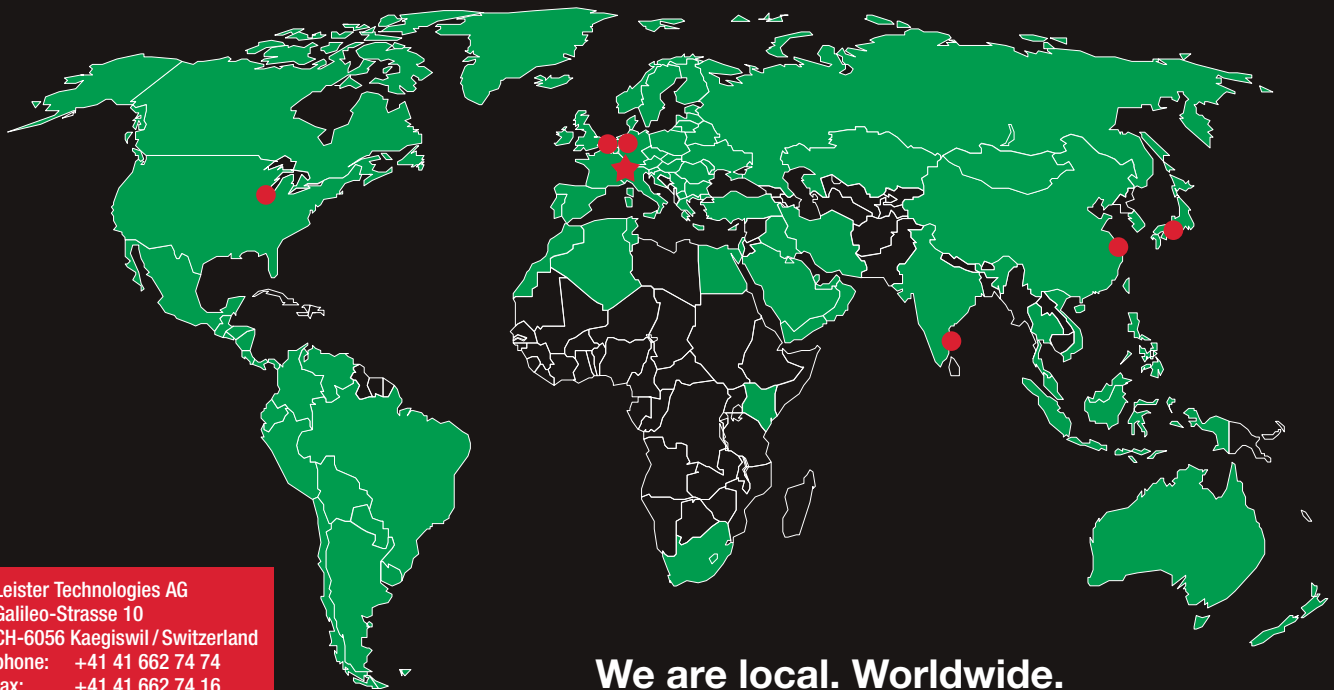 Leister Technologies AG
Galileo-Strasse 10
CH-6056 Kaegiswil / Switzerland
phone: +41 41 662 74 74
fax: +41 41 662 74 16
We are local. Worldwide.